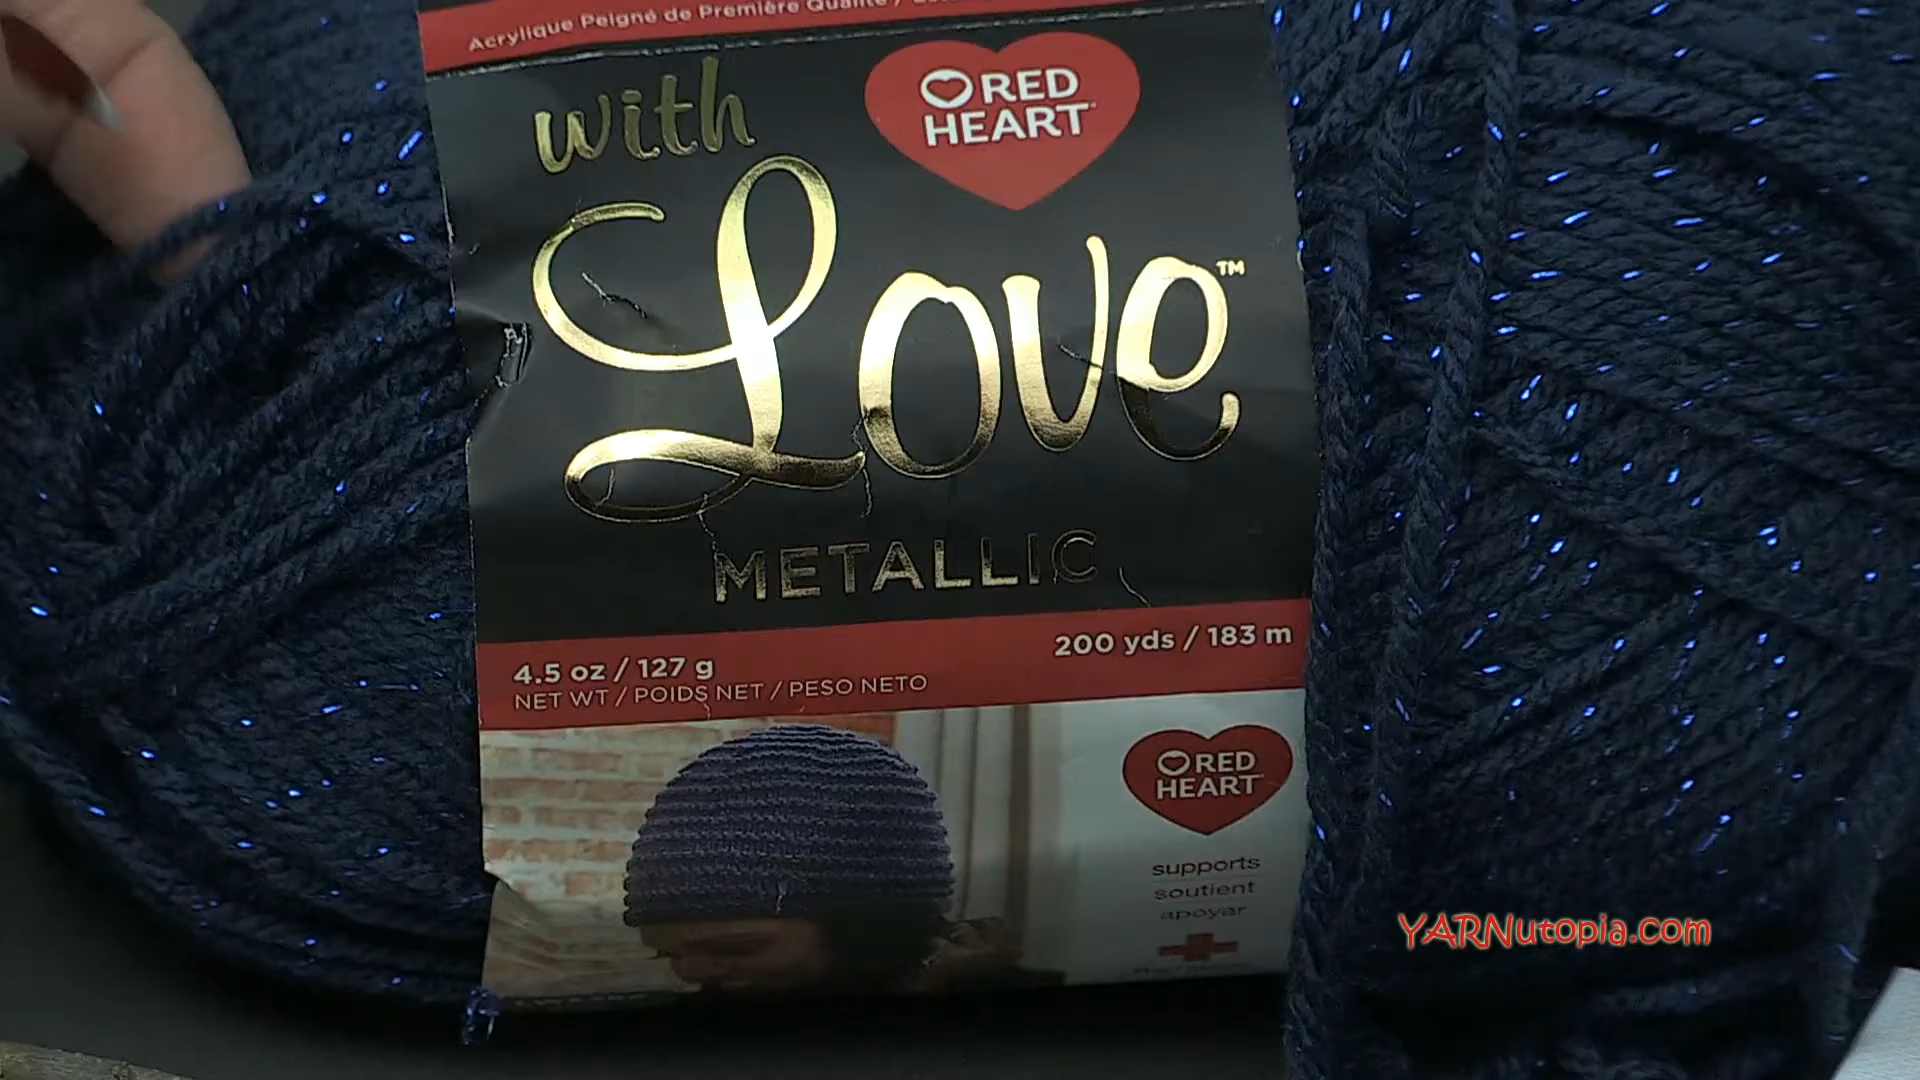 Acrylique Peigné de Première Qualité /
with
Love™
RED
HEART
METALLIC
4.5 oz / 127 g
200 yds / 183 m
NET WT / POIDS NET / PESO NETO
RED
HEART
supports
soutient
apoyar
YARNutopia.com